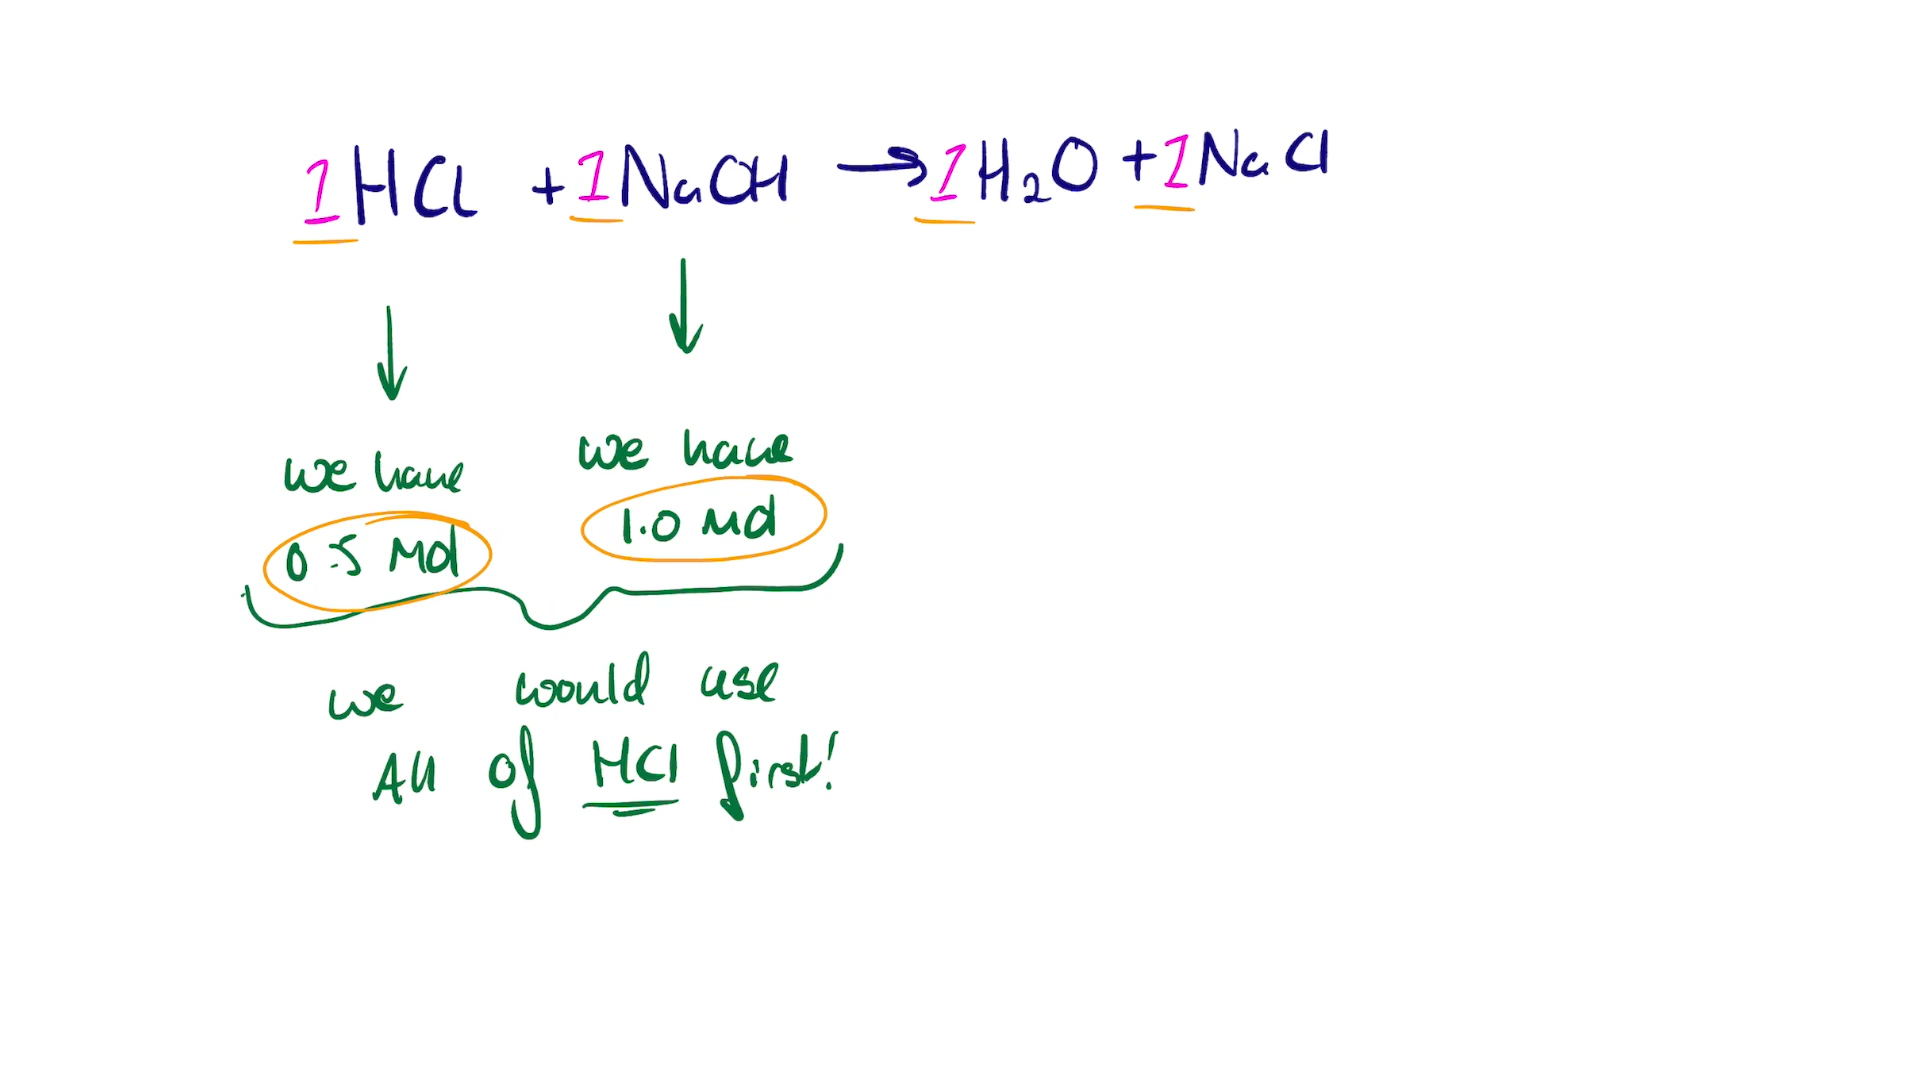 1HCl + 1NaOH → 1H₂O + 1NaCl
we have we have
0.5 Mol 1.0 Mol
we would use
All of HCl first!